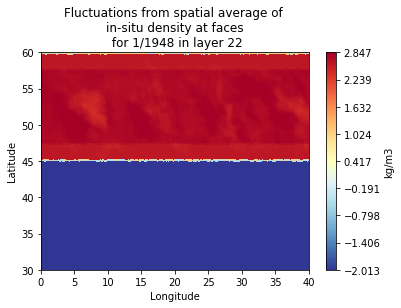 Fluctuations from spatial average of
in-situ density at faces
for 1/1948 in layer 22
60
55
50
45
40
35
30
Latitude
0 5 10 15 20 25 30 35 40
Longitude
2.847
2.239
1.632
1.024
0.417
−0.191
−0.798
−1.406
−2.013
kg/m3